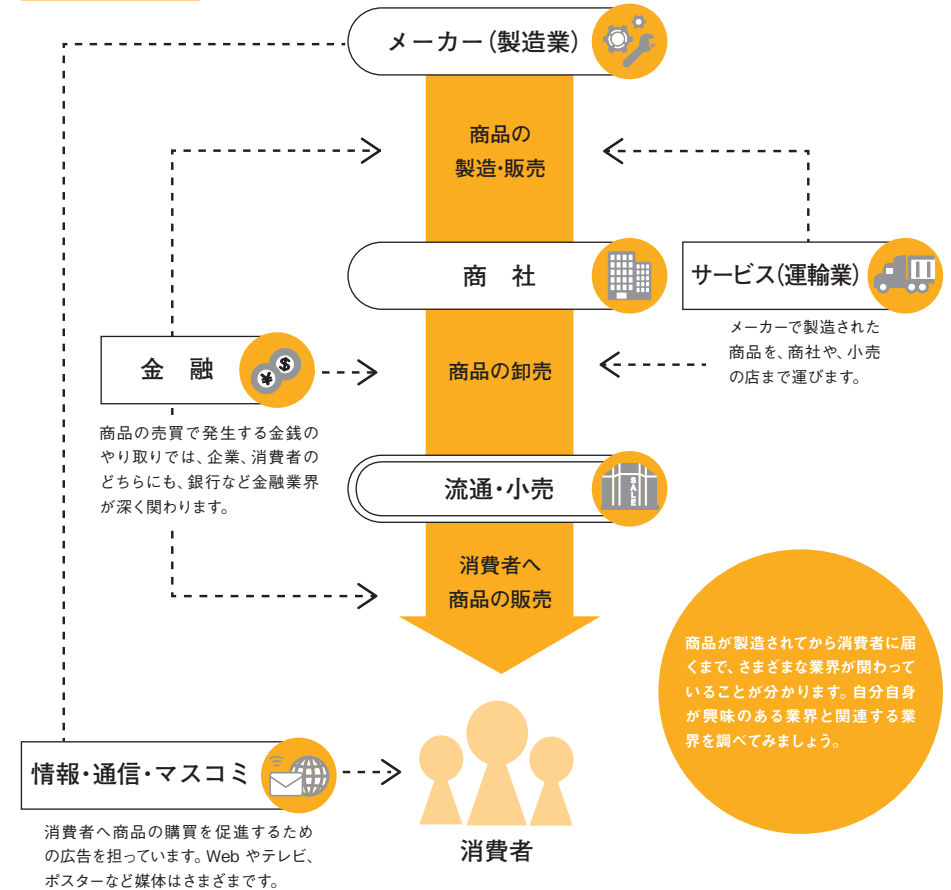 メーカー(製造業)
商品の
製造・販売
商 社
サービス(運輸業)
メーカーで製造された
商品を、商社や、小売
の店まで運びます。
金 融
¥ $
商品の卸売
商品の売買で発生する金銭の
やり取りでは、企業、消費者の
どちらにも、銀行など金融業界
が深く関わります。
流通・小売
SALE
消費者へ
商品の販売
商品が製造されてから消費者に届
くまで、さまざまな業界が関わって
いることが分かります。自分自身
が興味のある業界と関連する業
界を調べてみましょう。
情報・通信・マスコミ
消費者へ商品の購買を促進するため
の広告を担っています。Web やテレビ、
ポスターなど媒体はさまざまです。
消費者